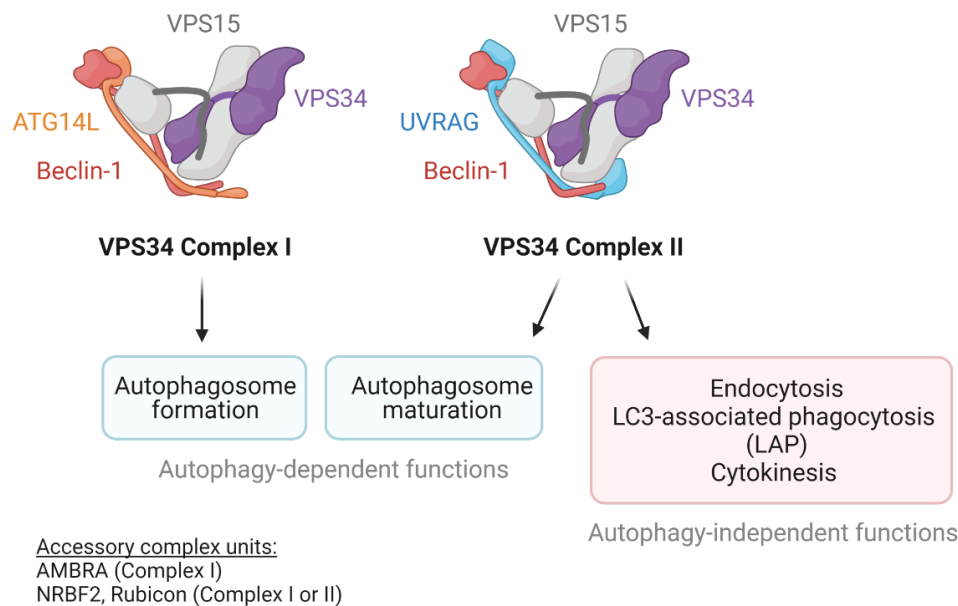 VPS15
VPS34
ATG14L
Beclin-1
VPS34 Complex I
VPS15
VPS34
UVRAG
Beclin-1
VPS34 Complex II
Autophagosome
formation
Autophagosome
maturation
Autophagy-dependent functions
Endocytosis
LC3-associated phagocytosis
(LAP)
Cytokinesis
Autophagy-independent functions
Accessory complex units:
AMBRA (Complex I)
NRBF2, Rubicon (Complex I or II)